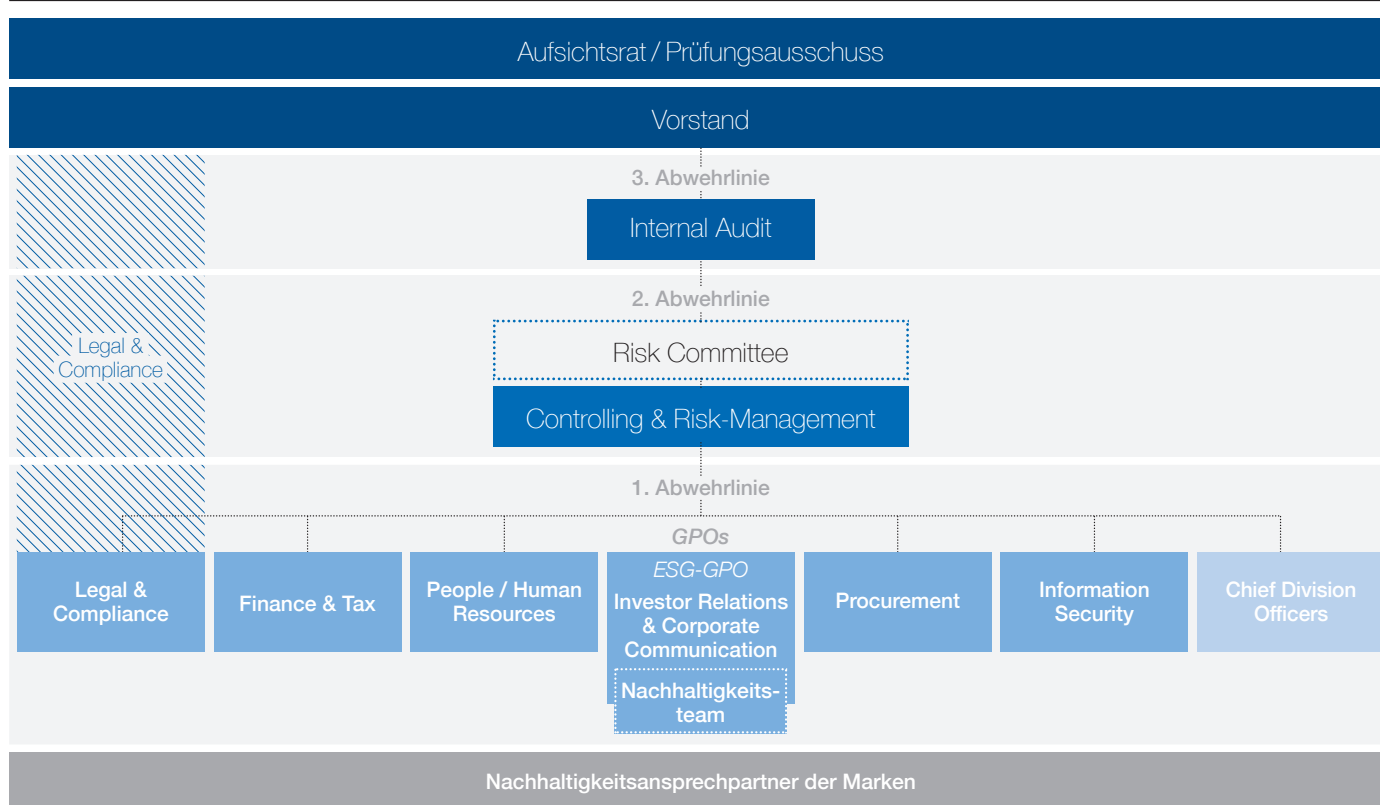 Aufsichtsrat / Prüfungsausschuss
Vorstand
3. Abwehrlinie
Internal Audit
2. Abwehrlinie
Legal &
Compliance
Risk Committee
Controlling & Risk-Management
1. Abwehrlinie
GPOs
Legal &
Compliance
Finance & Tax
People / Human
Resources
ESG-GPO
Investor Relations
& Corporate
Communication
Nachhaltigkeits-
team
Procurement
Information
Security
Chief Division
Officers
Nachhaltigkeitsansprechpartner der Marken